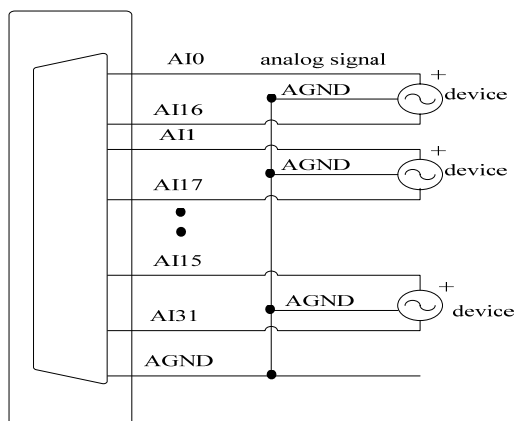 AI0 analog signal
+
AGND
device
AI16
AI1
+
AGND
device
AI17
AI15
+
AGND
device
AI31
AGND